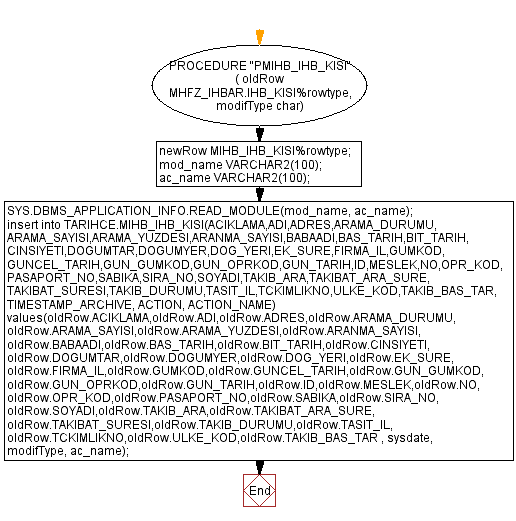 PROCEDURE "PMIHB_IHB_KISI"
( oldRow
MHFZ_IHBAR.IHB_KISI%rowtype,
modifType char)
newRow MIHB_IHB_KISI%rowtype;
mod_name VARCHAR2(100);
ac_name VARCHAR2(100);
SYS.DBMS_APPLICATION_INFO.READ_MODULE(mod_name, ac_name);
insert into TARIHCE.MIHB_IHB_KISI(ACIKLAMA,ADI,ADRES,ARAMA_DURUMU,
ARAMA_SAYISI,ARAMA_YUZDESI,ARANMA_SAYISI,BABAADI,BAS_TARIH,BIT_TARIH,
CINSIYETI,DOGUMTAR,DOGUMYER,DOG_YERI,EK_SURE,FIRMA_IL,GUMKOD,
GUNCEL_TARIH,GUN_GUMKOD,GUN_OPRKOD,GUN_TARIH,ID,MESLEK,NO,OPR_KOD,
PASAPORT_NO,SABIKA,SIRA_NO,SOYADI,TAKIB_ARA,TAKIBAT_ARA_SURE,
TAKIBAT_SURESI,TAKIB_DURUMU,TASIT_IL,TCKIMLIKNO,ULKE_KOD,TAKIB_BAS_TAR,
TIMESTAMP_ARCHIVE, ACTION, ACTION_NAME)
values(oldRow.ACIKLAMA,oldRow.ADI,oldRow.ADRES,oldRow.ARAMA_DURUMU,
oldRow.ARAMA_SAYISI,oldRow.ARAMA_YUZDESI,oldRow.ARANMA_SAYISI,
oldRow.BABAADI,oldRow.BAS_TARIH,oldRow.BIT_TARIH,oldRow.CINSIYETI,
oldRow.DOGUMTAR,oldRow.DOGUMYER,oldRow.DOG_YERI,oldRow.EK_SURE,
oldRow.FIRMA_IL,oldRow.GUMKOD,oldRow.GUNCEL_TARIH,oldRow.GUN_GUMKOD,
oldRow.GUN_OPRKOD,oldRow.GUN_TARIH,oldRow.ID,oldRow.MESLEK,oldRow.NO,
oldRow.OPR_KOD,oldRow.PASAPORT_NO,oldRow.SABIKA,oldRow.SIRA_NO,
oldRow.SOYADI,oldRow.TAKIB_ARA,oldRow.TAKIBAT_ARA_SURE,
oldRow.TAKIBAT_SURESI,oldRow.TAKIB_DURUMU,oldRow.TASIT_IL,
oldRow.TCKIMLIKNO,oldRow.ULKE_KOD,oldRow.TAKIB_BAS_TAR , sysdate,
modifType, ac_name);
End